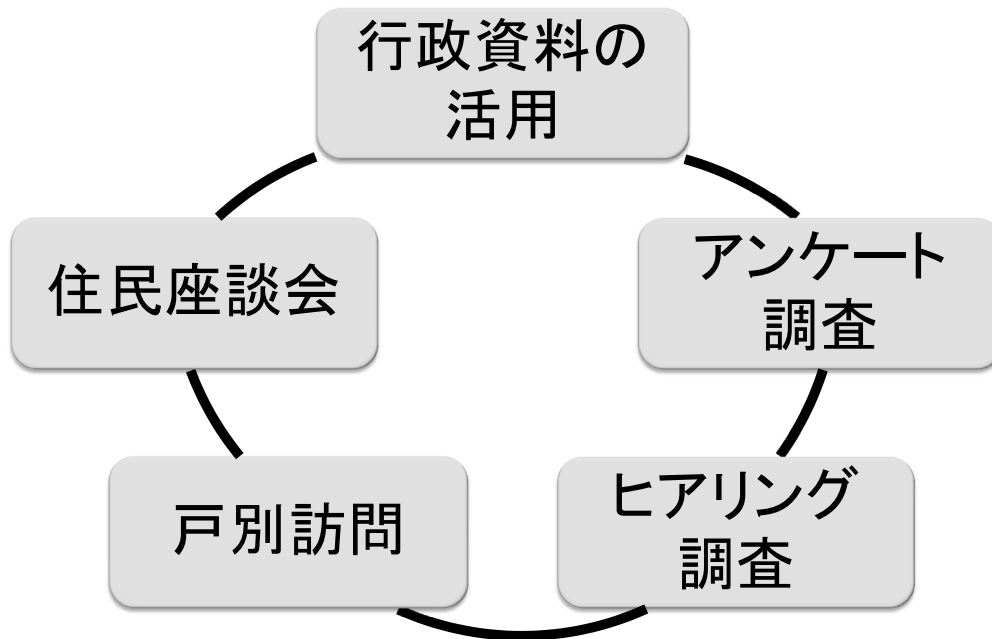 行政資料の
活用
住民座談会
アンケート
調査
戸別訪問
ヒアリング
調査